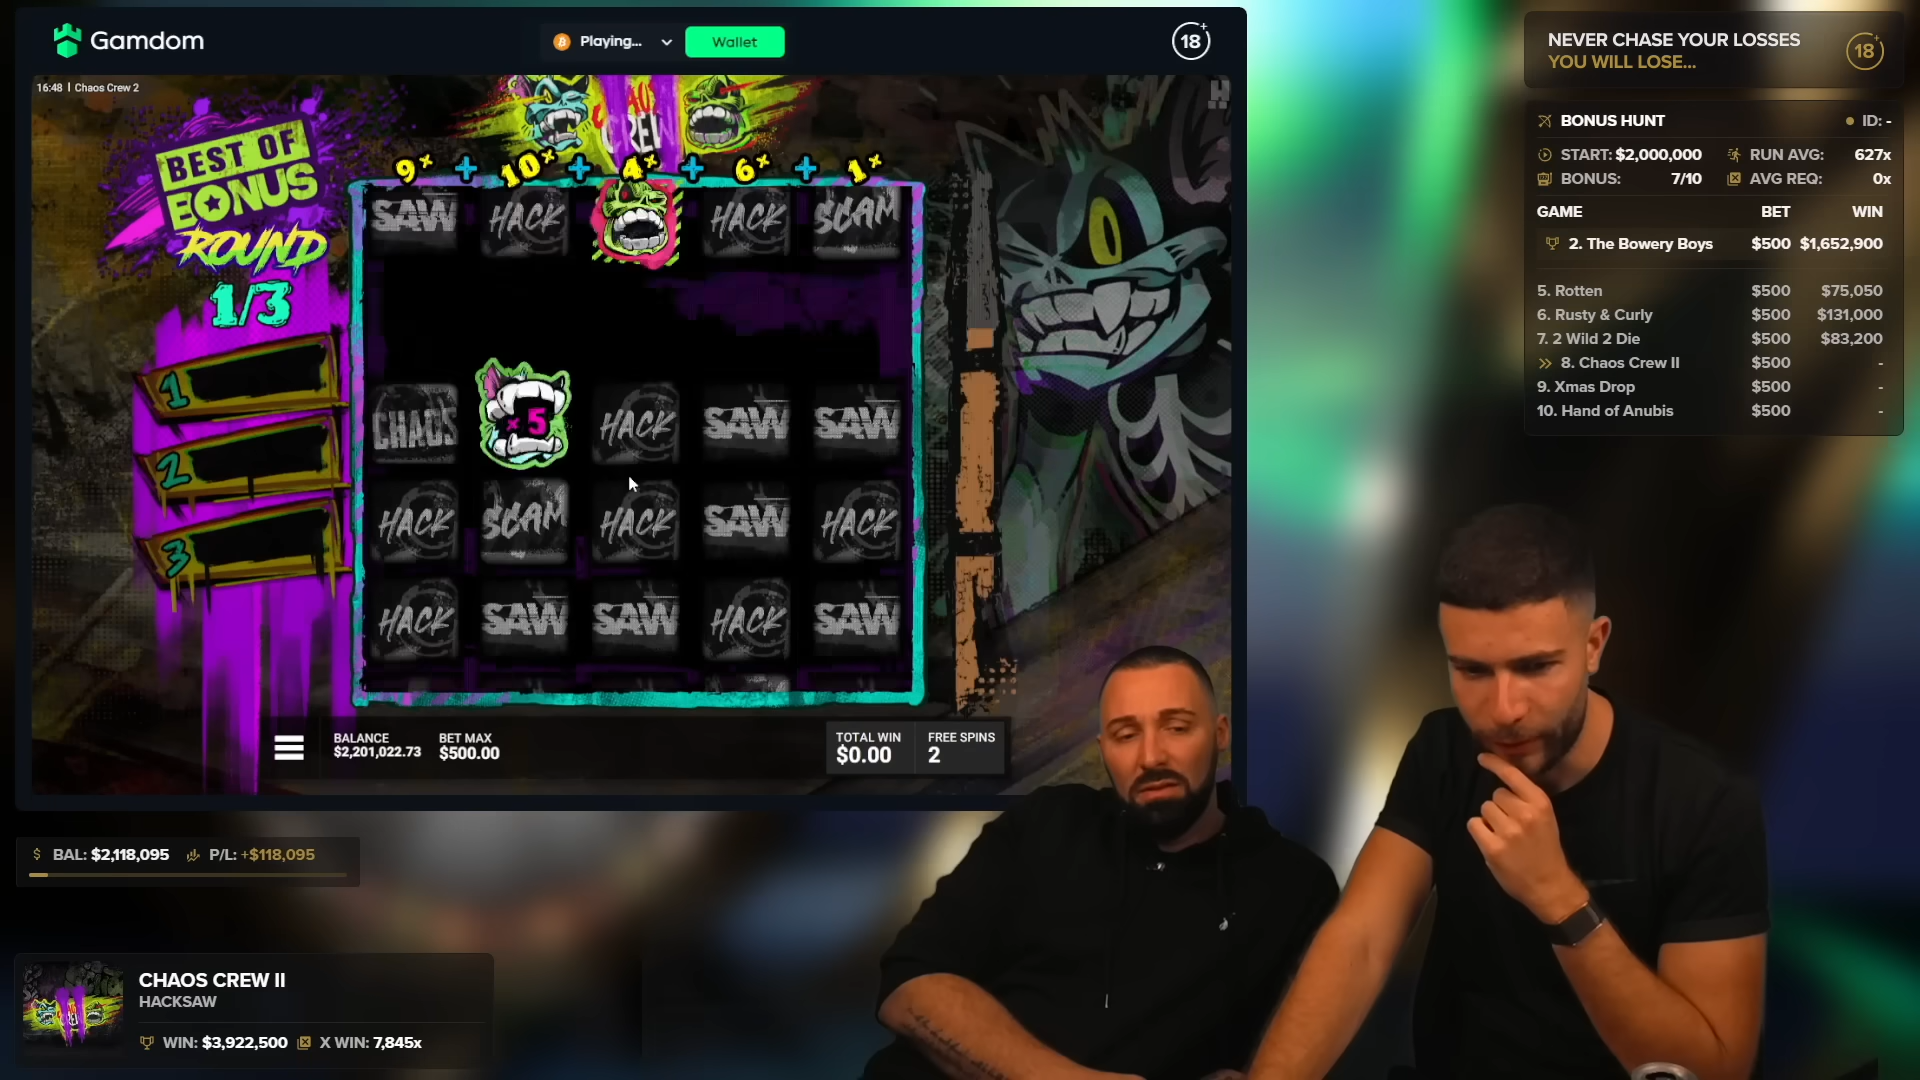 Gamdom
Playing...
Wallet
18+
16:48 | Chaos Crew 2
CHAOS
CREW
BEST OF
BONUS
ROUND
1/3
1
2
3
9x + 10x + 4x + 6x + 1x
SAW HACK HACK SCAM
CHAOS x5 HACK SAW SAW
HACK SCAM HACK SAW HACK
HACK SAW SAW HACK SAW
BALANCE
$2,201,022.73
BET MAX
$500.00
TOTAL WIN
$0.00
FREE SPINS
2
NEVER CHASE YOUR LOSSES
YOU WILL LOSE...
18+
BONUS HUNT ID: -
START: $2,000,000 RUN AVG: 627x
BONUS: 7/10 AVG REQ: 0x
GAME BET WIN
2. The Bowery Boys $500 $1,652,900
5. Rotten $500 $75,050
6. Rusty & Curly $500 $131,000
7. 2 Wild 2 Die $500 $83,200
8. Chaos Crew II $500 -
9. Xmas Drop $500 -
10. Hand of Anubis $500 -
BAL: $2,118,095 P/L: +$118,095
CHAOS CREW II
HACKSAW
WIN: $3,922,500 X WIN: 7,845x